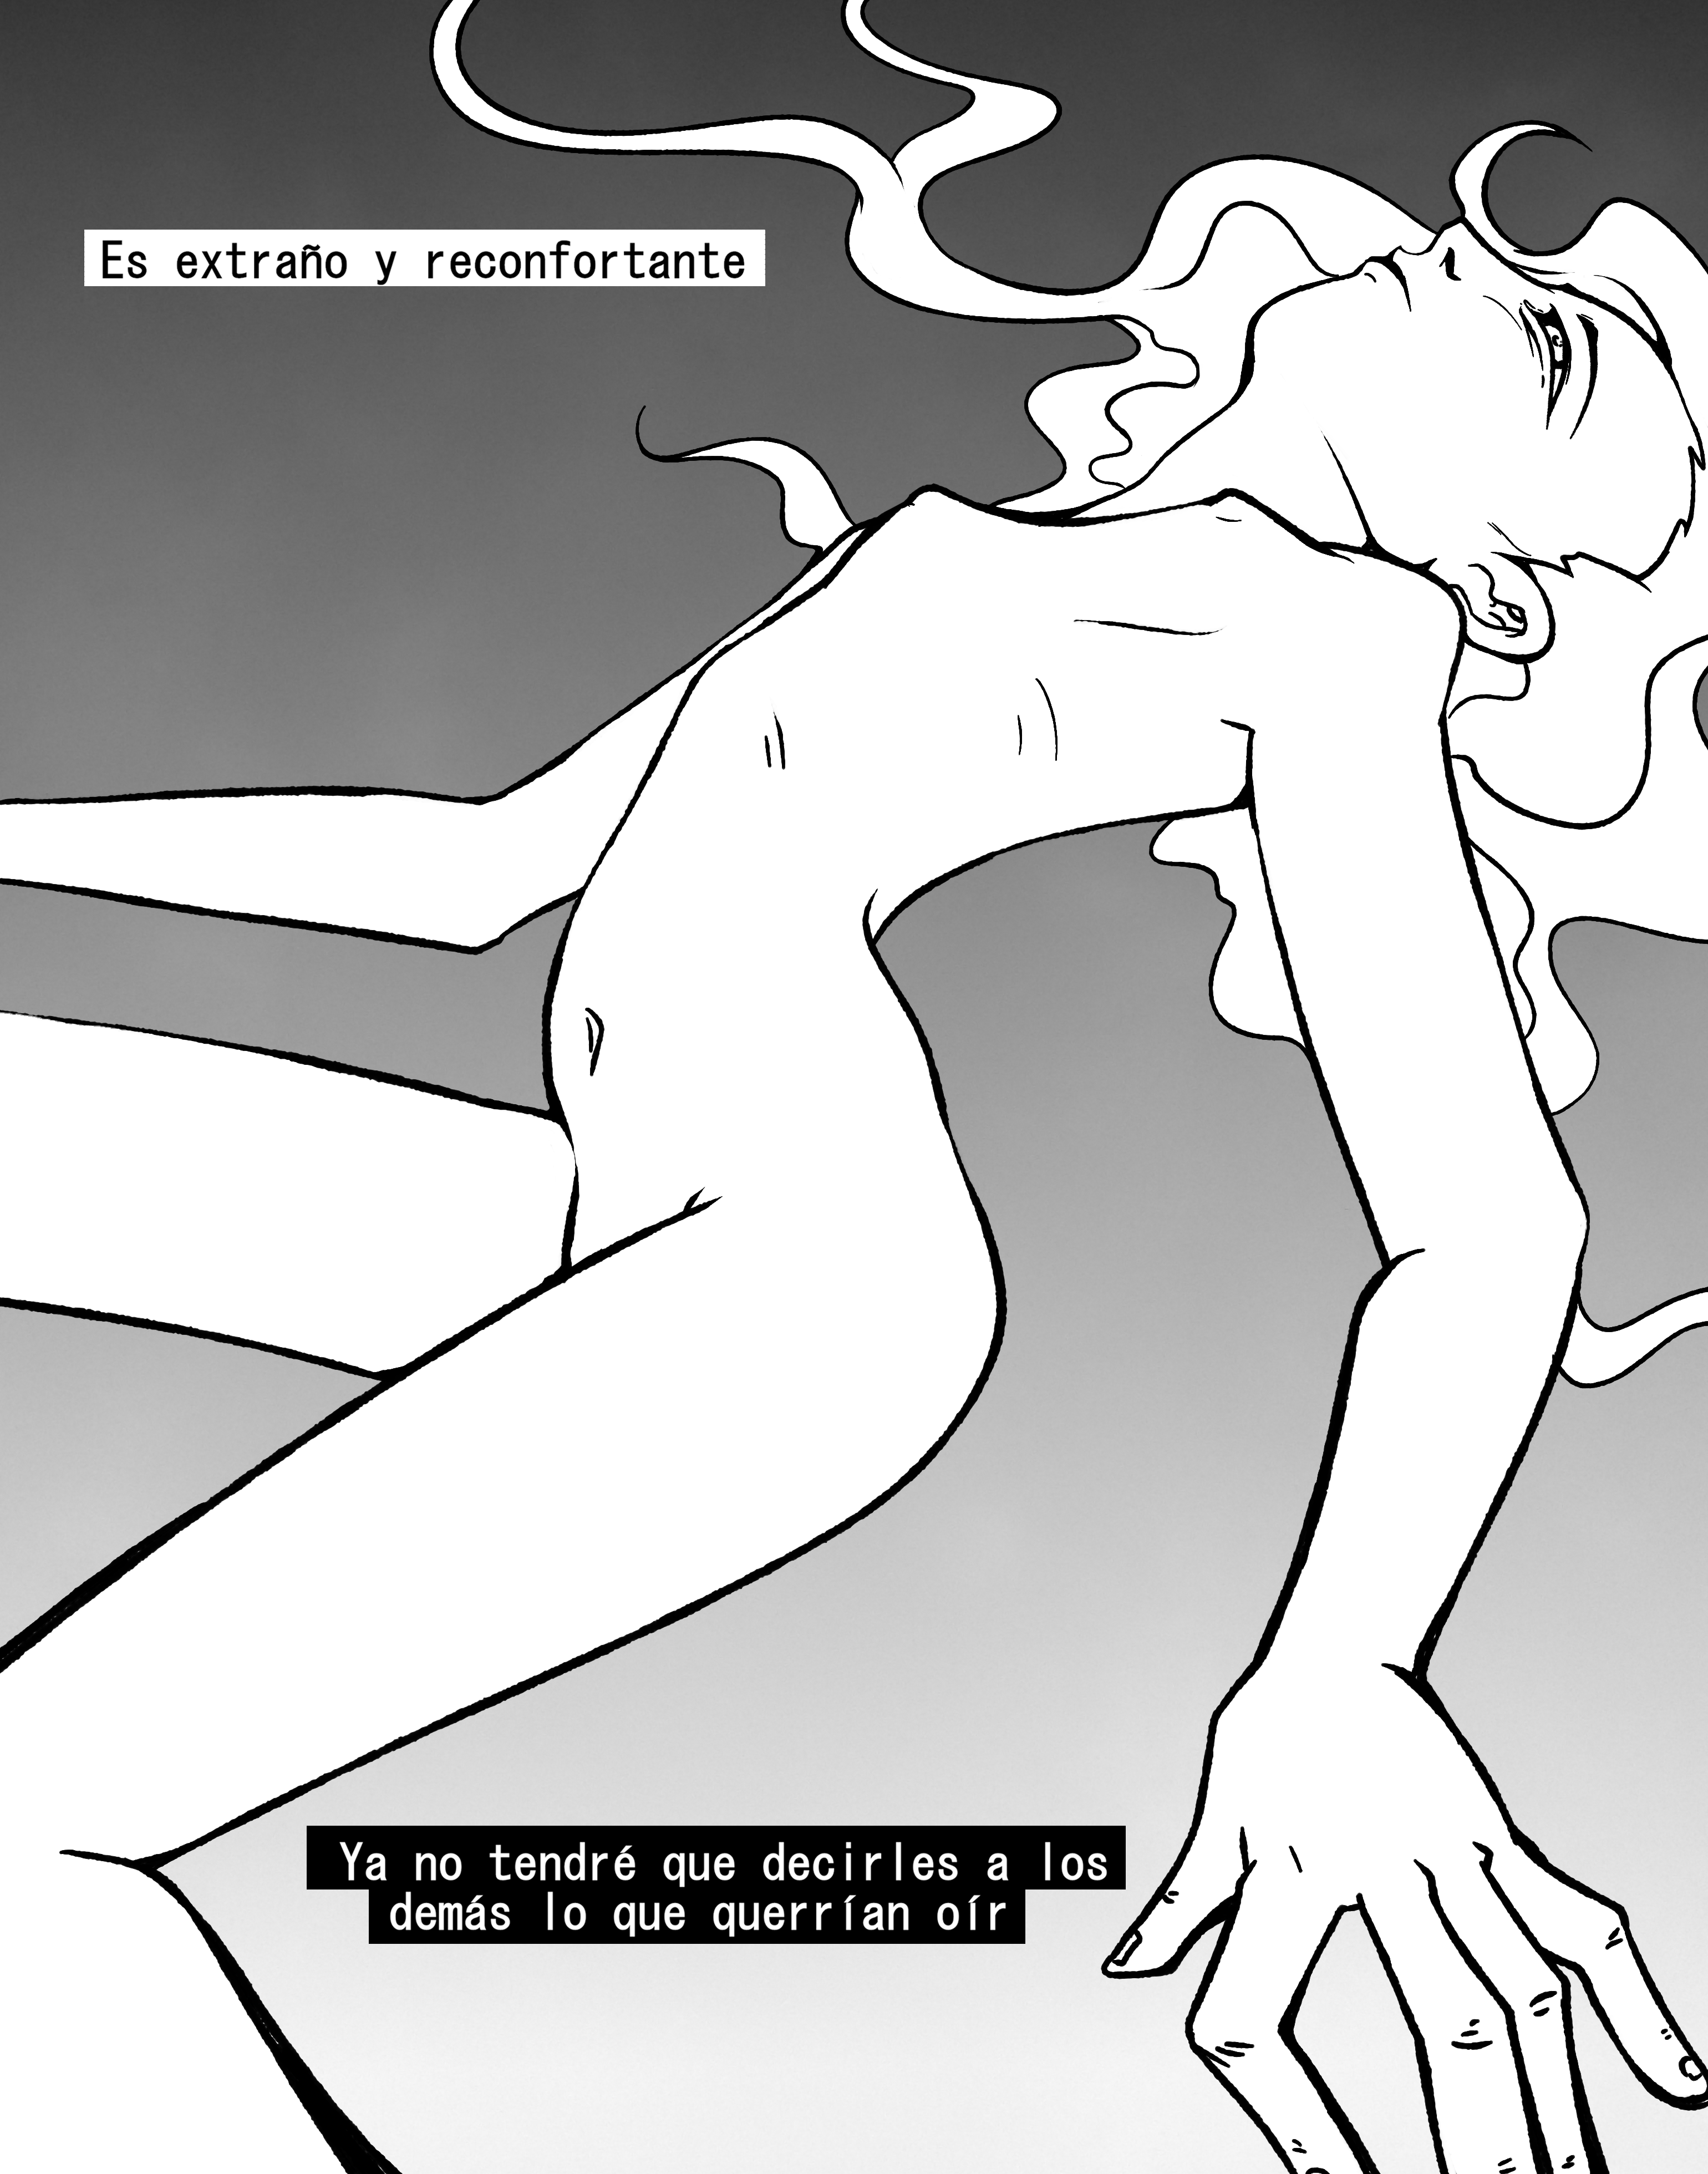 Es extraño y reconfortante
Ya no tendré que decirles a los
demás lo que querrían oír